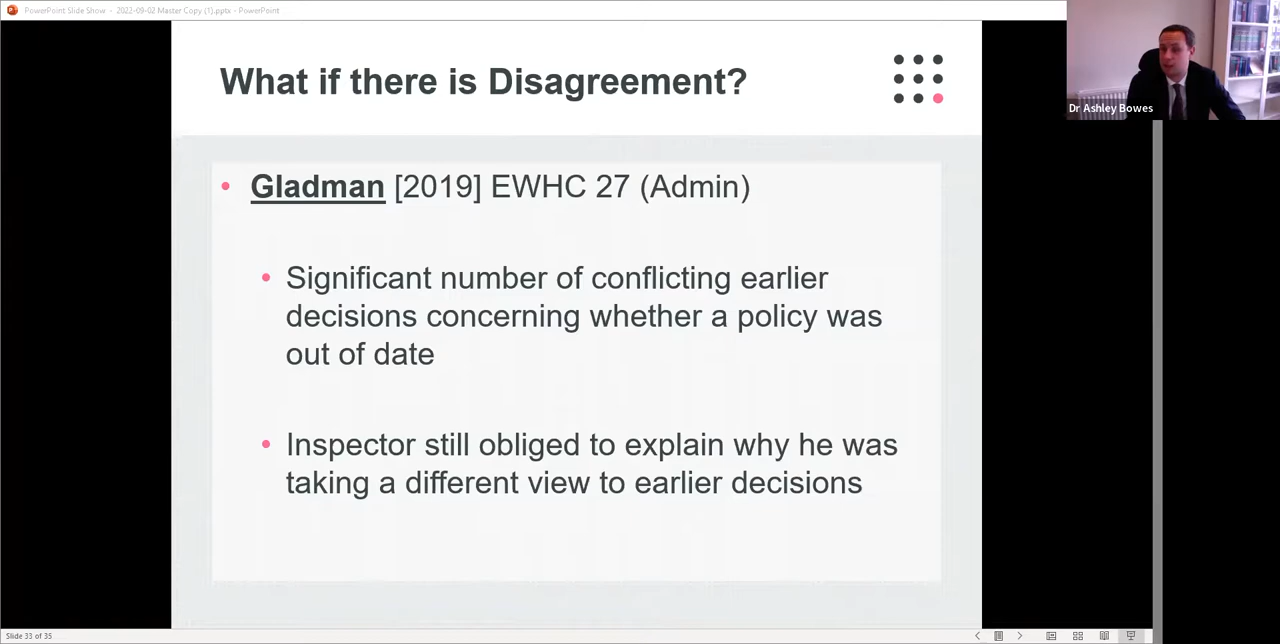 PowerPoint Slide Show - 2022-09-02 Master Copy (1).pptx - PowerPoint
What if there is Disagreement?
Dr Ashley Bowes
• Gladman [2019] EWHC 27 (Admin)
• Significant number of conflicting earlier
decisions concerning whether a policy was
out of date
• Inspector still obliged to explain why he was
taking a different view to earlier decisions
Slide 33 of 35